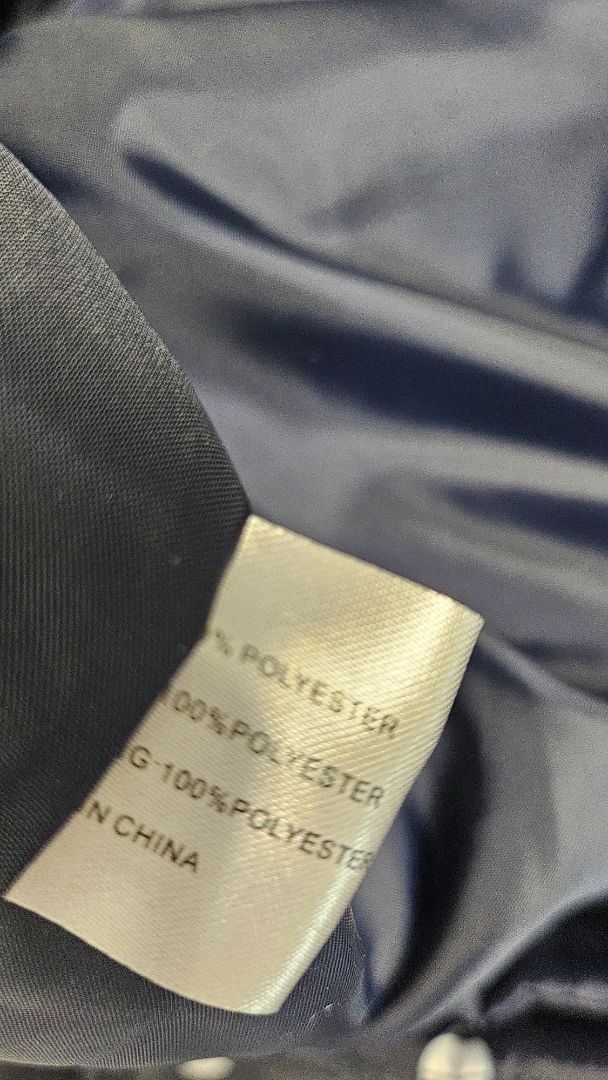 % POLYESTER
100%POLYESTER
G-100%POLYESTER
N CHINA